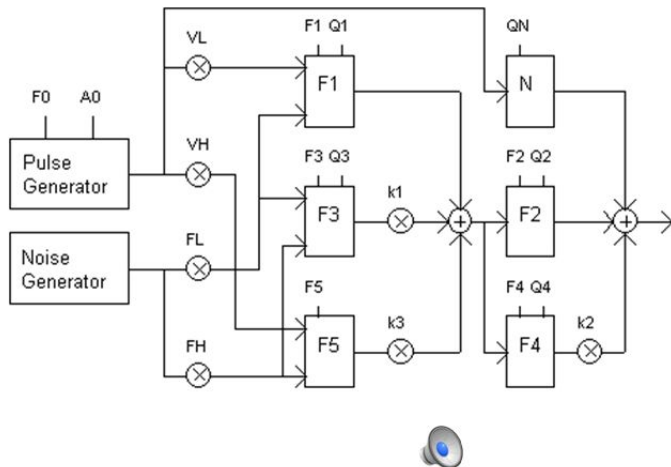 F1 Q1
QN
VL
F1
N
F0 A0
VH
F3 Q3
F2 Q2
Pulse
Generator
k1
F3
F2
FL
Noise
Generator
F5
F4 Q4
k3
k2
FH
F5
F4